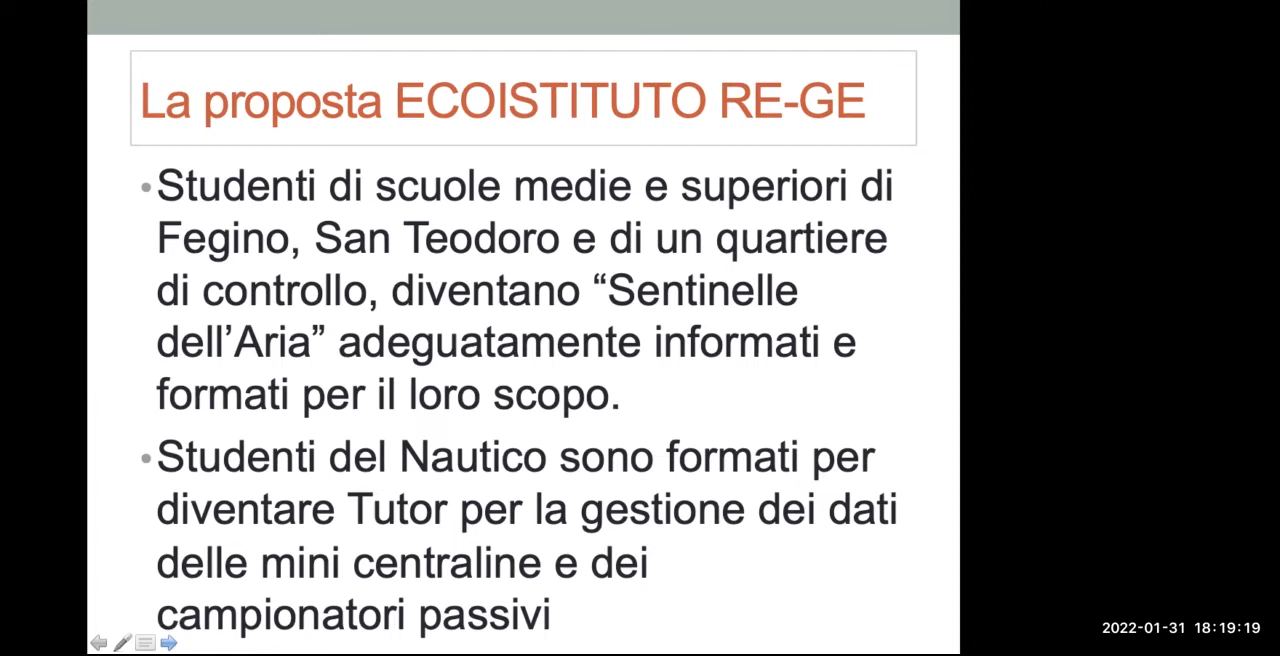 La proposta ECOISTITUTO RE-GE
•Studenti di scuole medie e superiori di
Fegino, San Teodoro e di un quartiere
di controllo, diventano “Sentinelle
dell’Aria” adeguatamente informati e
formati per il loro scopo.
•Studenti del Nautico sono formati per
diventare Tutor per la gestione dei dati
delle mini centraline e dei
campionatori passivi
2022-01-31 18:19:19